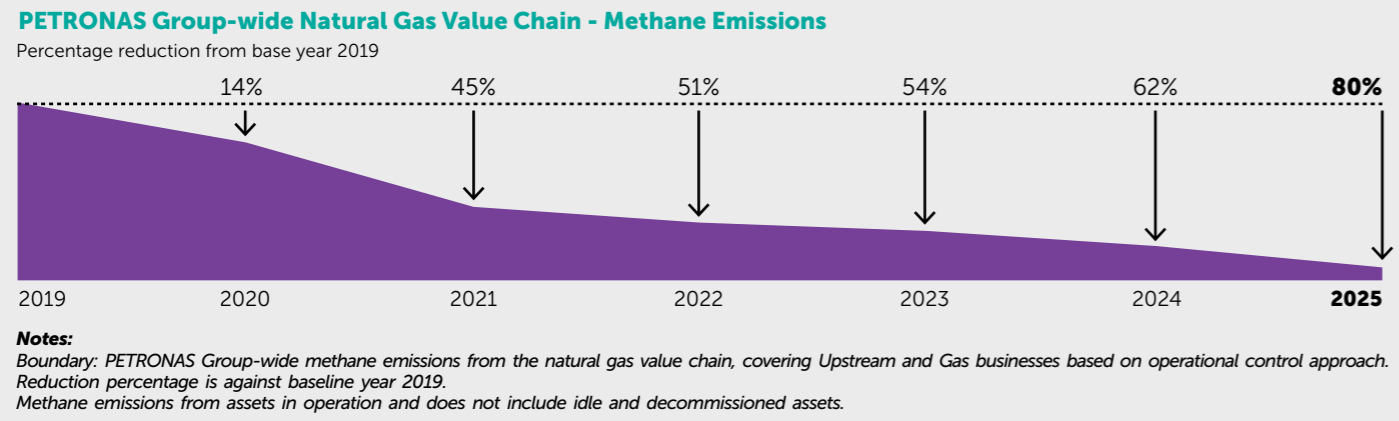 PETRONAS Group-wide Natural Gas Value Chain - Methane Emissions
Percentage reduction from base year 2019
14% 45% 51% 54% 62% 80%
2019 2020 2021 2022 2023 2024 2025
Notes:
Boundary: PETRONAS Group-wide methane emissions from the natural gas value chain, covering Upstream and Gas businesses based on operational control approach.
Reduction percentage is against baseline year 2019.
Methane emissions from assets in operation and does not include idle and decommissioned assets.